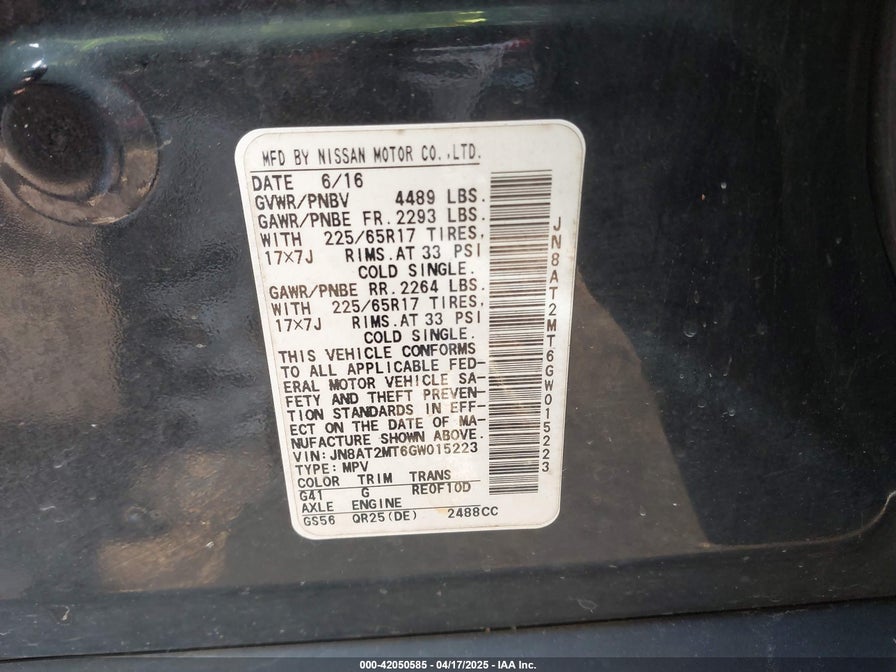 MFD BY NISSAN MOTOR CO.,LTD.
DATE 6/16
GVWR/PNBV 4489 LBS.
GAWR/PNBE FR. 2293 LBS.
WITH 225/65R17 TIRES.
17×7J RIMS. AT 33 PSI
COLD SINGLE.
GAWR/PNBE RR. 2264 LBS.
WITH 225/65R17 TIRES.
17×7J RIMS. AT 33 PSI
COLD SINGLE.
THIS VEHICLE CONFORMS
TO ALL APPLICABLE FED-
ERAL MOTOR VEHICLE SA-
FETY AND THEFT PREVEN-
TION STANDARDS IN EFF-
ECT ON THE DATE OF MA-
NUFACTURE SHOWN ABOVE.
VIN:JN8AT2MT6GW015223
TYPE:MPV
COLOR TRIM TRANS
G41 G RE0F10D
AXLE ENGINE
GS56 QR25(DE) 2488CC
JN8AT2MT6GW015223
000-42050585 - 04/17/2025 - IAA Inc.